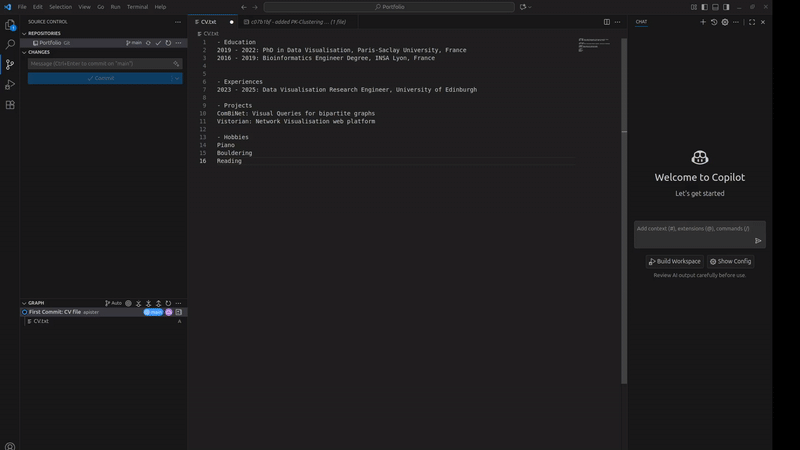 File Edit Selection View Go Run Terminal Help
Portfolio
SOURCE CONTROL
REPOSITORIES
Portfolio Git main
CHANGES
Message (Ctrl+Enter to commit on "main")
Commit
GRAPH Auto
First Commit: CV file apister main
CV.txt A
CV.txt
c97b1bf - added PK-Clustering ... (1 file)
CV.txt
1 - Education
2 2019 - 2022: PhD in Data Visualisation, Paris-Saclay University, France
3 2016 - 2019: Bioinformatics Engineer Degree, INSA Lyon, France
4
5
6 - Experiences
7 2023 - 2025: Data Visualisation Research Engineer, University of Edinburgh
8
9 - Projects
10 ComBiNet: Visual Queries for bipartite graphs
11 Vistorian: Network Visualisation web platform
12
13 - Hobbies
14 Piano
15 Bouldering
16 Reading
CHAT
Welcome to Copilot
Let's get started
Add context (#), extensions (@), commands (/)
Build Workspace
Show Config
Review AI output carefully before use.